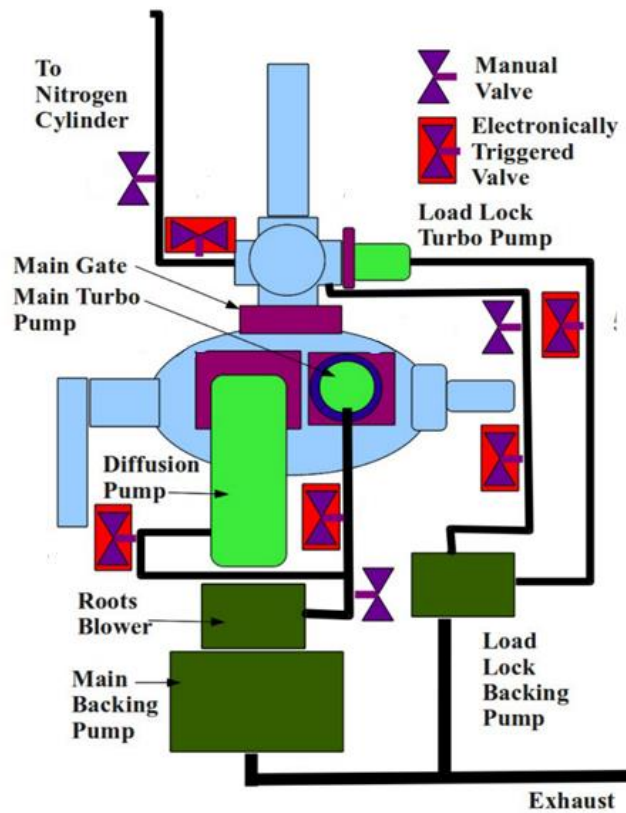 To
Nitrogen
Cylinder
Manual
Valve
Electronically
Triggered
Valve
Load Lock
Turbo Pump
Main Gate
Main Turbo
Pump
Diffusion
Pump
Roots
Blower
Main
Backing
Pump
Load
Lock
Backing
Pump
Exhaust